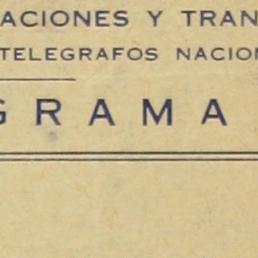 ACIONES Y TRAN
TELEGRAFOS NACION
GRAMA